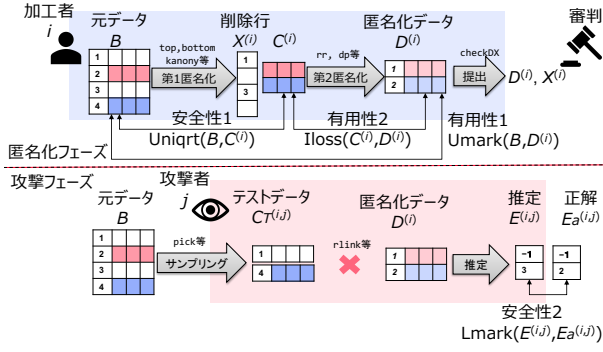 加工者
i
元データ
B
1
2
3
4
top,bottom
kanony等
第1匿名化
削除行
X(i)
1
3
C(i)
rr, dp等
第2匿名化
匿名化データ
D(i)
1
2
checkDX
提出
審判
D(i), X(i)
安全性1
Uniqrt(B,C(i))
有用性2
Iloss(C(i),D(i))
有用性1
Umark(B,D(i))
匿名化フェーズ
攻撃フェーズ
元データ
B
1
2
3
4
pick等
サンプリング
攻撃者
j
テストデータ
CT(i,j)
1
4
rlink等
匿名化データ
D(i)
1
2
推定
推定
E(i,j)
-1
3
正解
Ea(i,j)
-1
2
安全性2
Lmark(E(i,j),Ea(i,j))